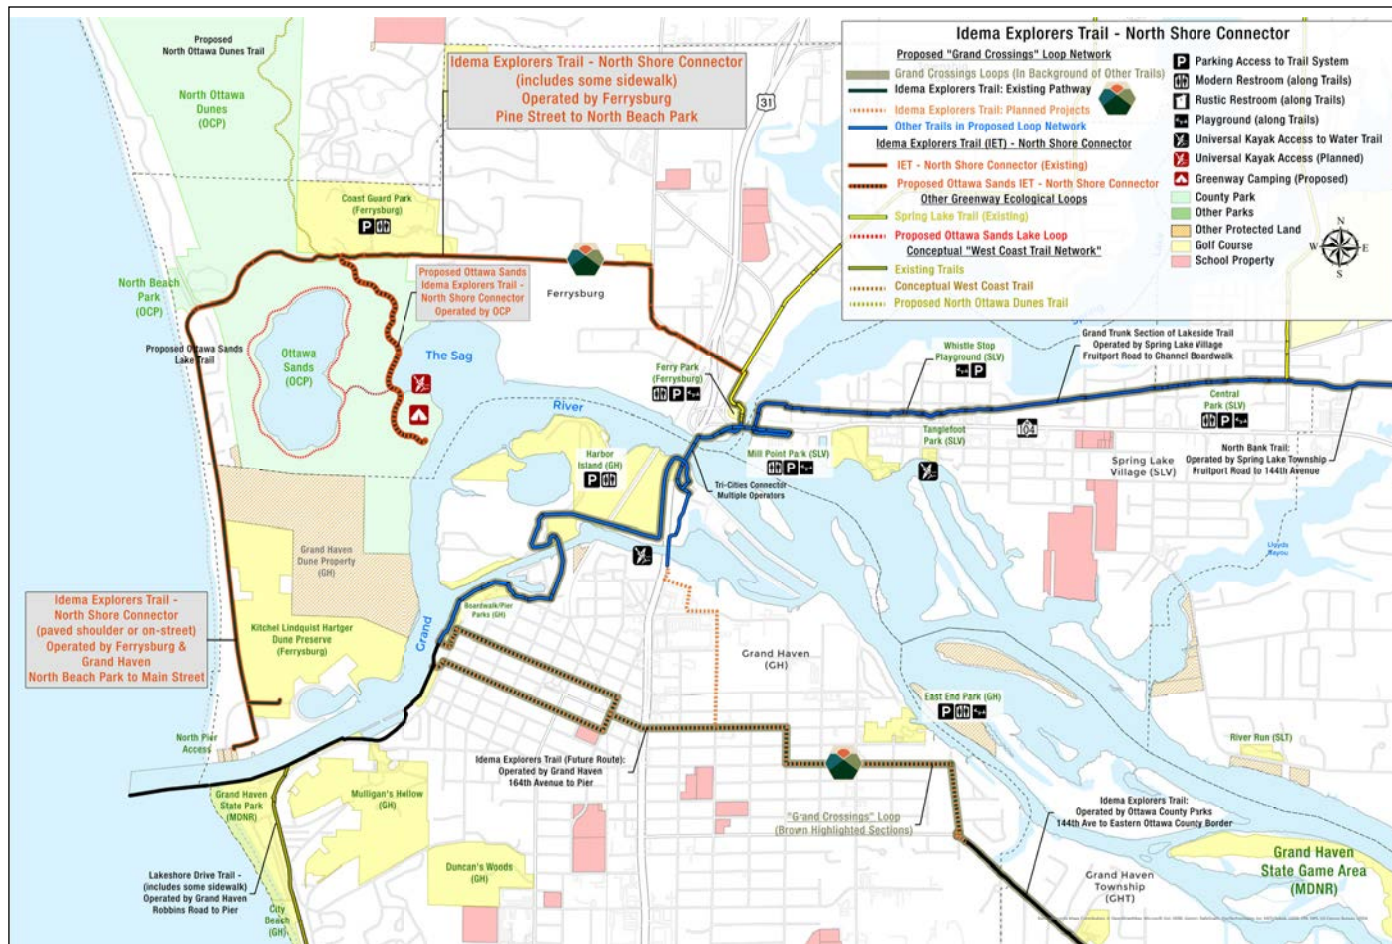 Idema Explorers Trail - North Shore Connector
Proposed "Grand Crossings" Loop Network
Grand Crossings Loops (In Background of Other Trails)
Idema Explorers Trail: Existing Pathway
Idema Explorers Trail: Planned Projects
Other Trails in Proposed Loop Network
Idema Explorers Trail (IET) - North Shore Connector
IET - North Shore Connector (Existing)
Proposed Ottawa Sands IET - North Shore Connector
Other Greenway Ecological Loops
Spring Lake Trail (Existing)
Proposed Ottawa Sands Lake Loop
Conceptual "West Coast Trail Network"
Existing Trails
Conceptual West Coast Trail
Proposed North Ottawa Dunes Trail
P
Parking Access to Trail System
Modern Restroom (along Trails)
Rustic Restroom (along Trails)
Playground (along Trails)
Universal Kayak Access to Water Trail
Universal Kayak Access (Planned)
Greenway Camping (Proposed)
County Park
Other Parks
Other Protected Land
Golf Course
School Property
N
W
E
S
Proposed
North Ottawa Dunes Trail
North Ottawa
Dunes
(OCP)
Idema Explorers Trail - North Shore Connector
(includes some sidewalk)
Operated by Ferrysburg
Pine Street to North Beach Park
31
Coast Guard Park
(Ferrysburg)
P
North Beach
Park
(OCP)
Proposed Ottawa Sands
Idema Explorers Trail -
North Shore Connector
Operated by OCP
Ferrysburg
Proposed Ottawa Sands
Lake Trail
Ottawa
Sands
(OCP)
The Sag
River
Ferry Park
(Ferrysburg)
P
Whistle Stop
Playground (SLV)
P
Grand Trunk Section of Lakeside Trail
Operated by Spring Lake Village
Fruitport Road to Channel Boardwalk
Central
Park (SLV)
P
104
Tanglefoot
Park (SLV)
Spring Lake
Village (SLV)
North Bank Trail:
Operated by Spring Lake Township
Fruitport Road to 144th Avenue
Harbor
Island (GH)
P
Mill Point Park (SLV)
P
Tri-Cities Connector
Multiple Operators
Lloyds
Bayou
Grand Haven
Dune Property
(GH)
Idema Explorers Trail -
North Shore Connector
(paved shoulder or on-street)
Operated by Ferrysburg &
Grand Haven
North Beach Park to Main Street
Kitchel Lindquist Hartger
Dune Preserve
(Ferrysburg)
Grand
Boardwalk/Pier
Parks (GH)
Grand Haven
(GH)
East End Park (GH)
P
North Pier
Access
Idema Explorers Trail (Future Route):
Operated by Grand Haven
164th Avenue to Pier
River Run (SLT)
Grand Haven
State Park
(MDNR)
Mulligan's Hollow
(GH)
"Grand Crossings" Loop
(Brown Highlighted Sections)
Idema Explorers Trail:
Operated by Ottawa County Parks
144th Ave to Eastern Ottawa County Border
Lakeshore Drive Trail -
(includes some sidewalk)
Operated by Grand Haven
Robbins Road to Pier
Duncan's Woods
(GH)
City
Beach
(GH)
Grand Haven
Township
(GHT)
Grand Haven
State Game Area
(MDNR)